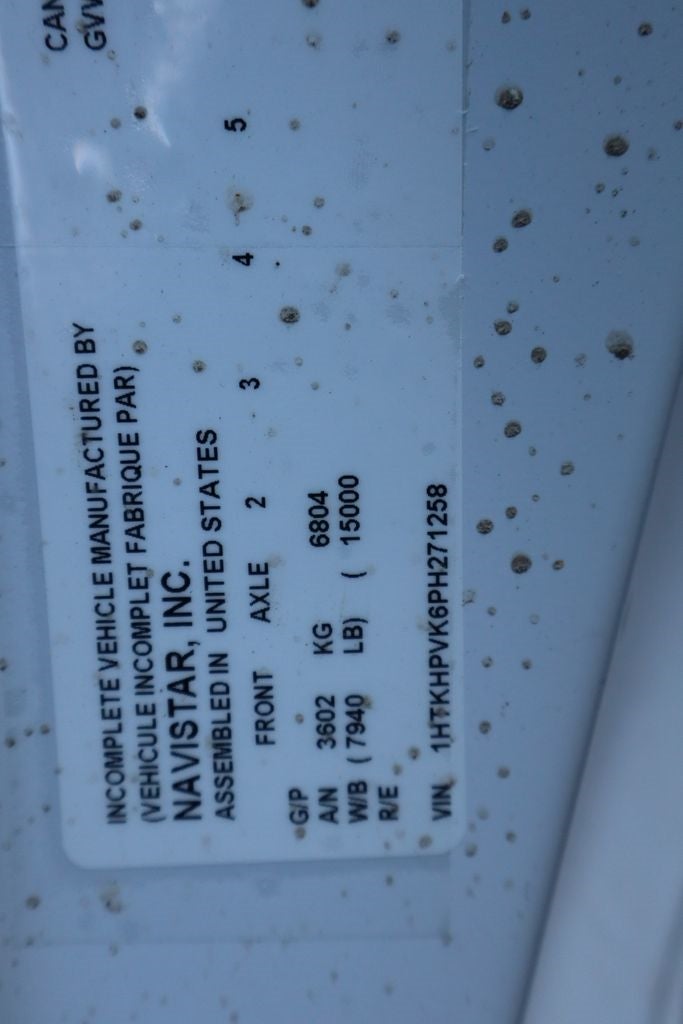 CAN
GVW
INCOMPLETE VEHICLE MANUFACTURED BY
(VEHICULE INCOMPLET FABRIQUE PAR)
NAVISTAR, INC.
ASSEMBLED IN UNITED STATES
FRONT AXLE 2 3 4 5
G/P
A/N 3602 KG 6804
W/B ( 7940 LB) ( 15000
R/E
VIN 1HTKHPVK6PH271258